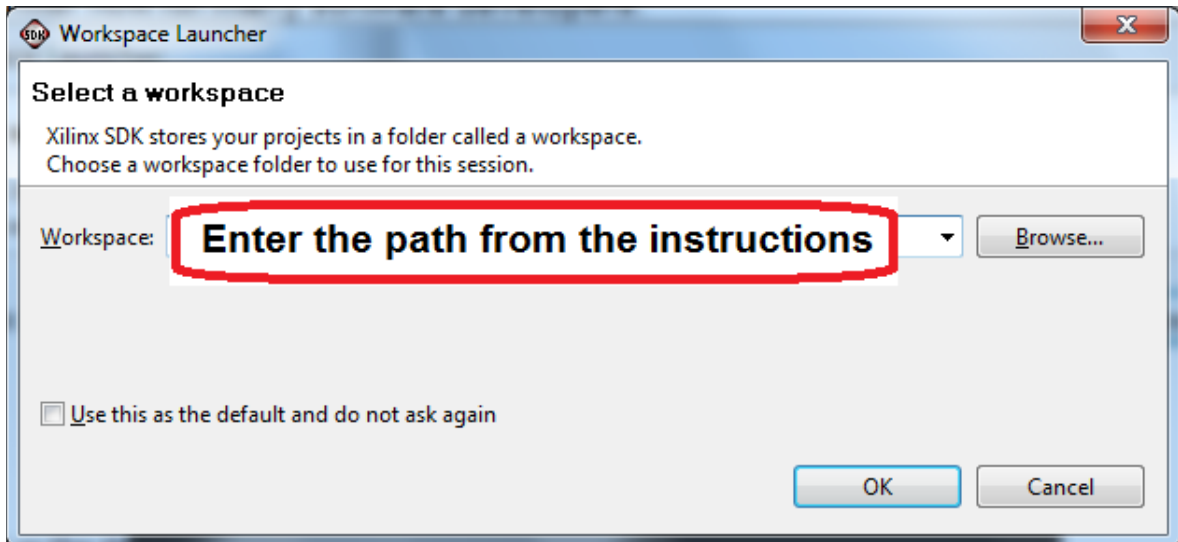 SDK Workspace Launcher X
Select a workspace
Xilinx SDK stores your projects in a folder called a workspace.
Choose a workspace folder to use for this session.
Workspace: Enter the path from the instructions Browse...
Use this as the default and do not ask again
OK Cancel